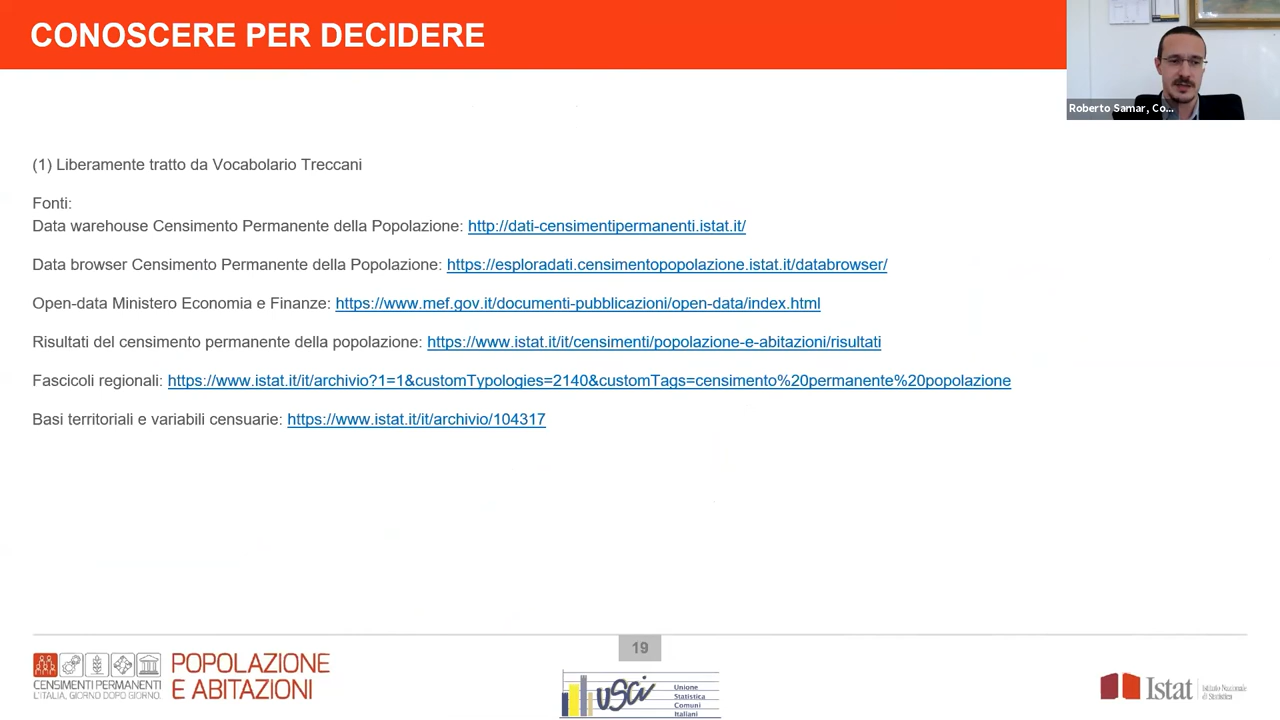 CONOSCERE PER DECIDERE
Roberto Samar, Co...
(1) Liberamente tratto da Vocabolario Treccani
Fonti:
Data warehouse Censimento Permanente della Popolazione: http://dati-censimentipermanenti.istat.it/
Data browser Censimento Permanente della Popolazione: https://esploradati.censimentopopolazione.istat.it/databrowser/
Open-data Ministero Economia e Finanze: https://www.mef.gov.it/documenti-pubblicazioni/open-data/index.html
Risultati del censimento permanente della popolazione: https://www.istat.it/it/censimenti/popolazione-e-abitazioni/risultati
Fascicoli regionali: https://www.istat.it/it/archivio?1=1&customTypologies=2140&customTags=censimento%20permanente%20popolazione
Basi territoriali e variabili censuarie: https://www.istat.it/it/archivio/104317
19
CENSIMENTI PERMANENTI
L'ITALIA, GIORNO DOPO GIORNO.
POPOLAZIONE
E ABITAZIONI
usci
Unione
Statistica
Comuni
Italiani
Istat
Istituto Nazionale
di Statistica